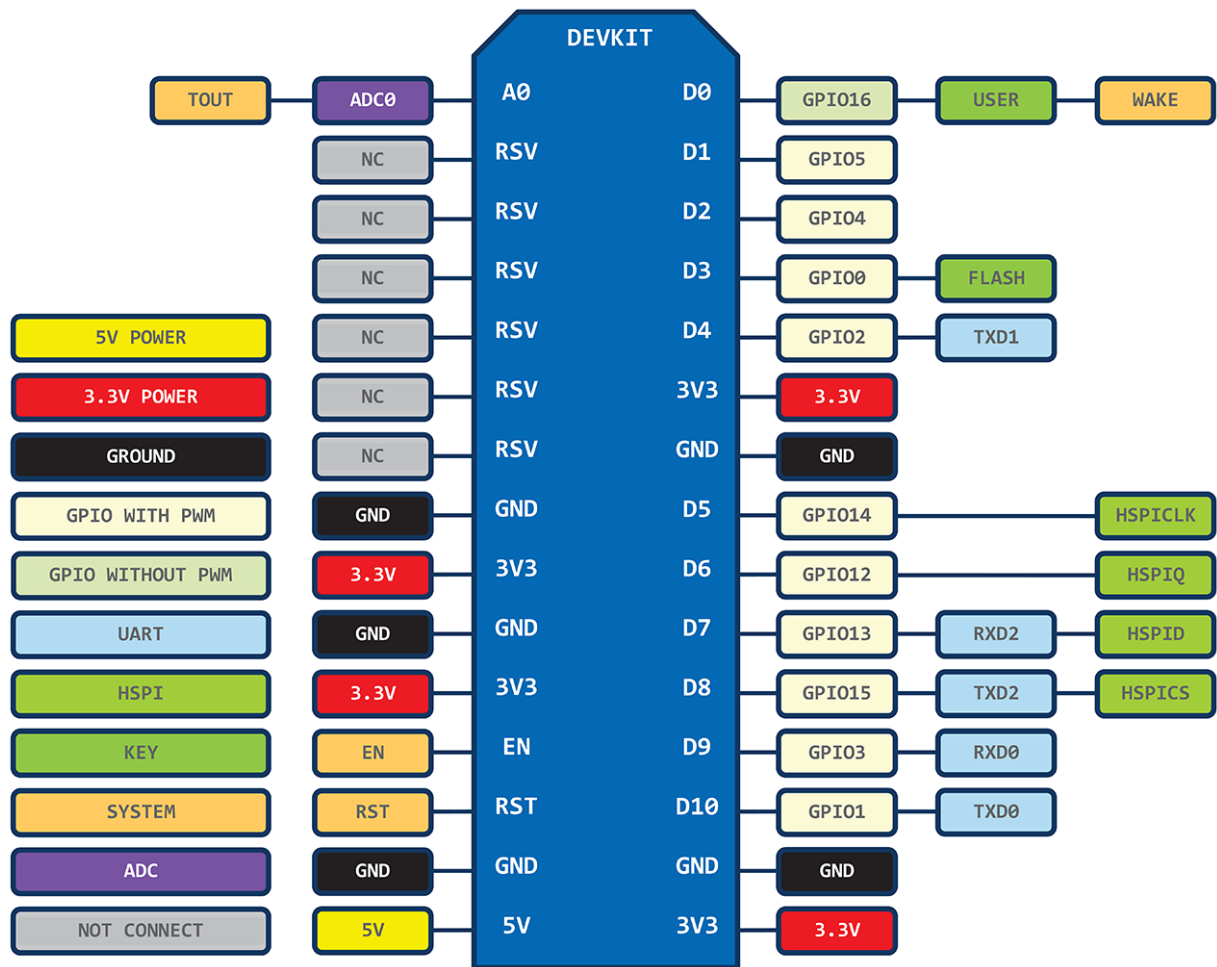 DEVKIT
TOUT ADC0 A0 D0 GPIO16 USER WAKE
NC RSV D1 GPIO5
NC RSV D2 GPIO4
NC RSV D3 GPIO0 FLASH
5V POWER NC RSV D4 GPIO2 TXD1
3.3V POWER NC RSV 3V3 3.3V
GROUND NC RSV GND GND
GPIO WITH PWM GND GND D5 GPIO14 HSPICLK
GPIO WITHOUT PWM 3.3V 3V3 D6 GPIO12 HSPIQ
UART GND GND D7 GPIO13 RXD2 HSPID
HSPI 3.3V 3V3 D8 GPIO15 TXD2 HSPICS
KEY EN EN D9 GPIO3 RXD0
SYSTEM RST RST D10 GPIO1 TXD0
ADC GND GND GND GND
NOT CONNECT 5V 5V 3V3 3.3V